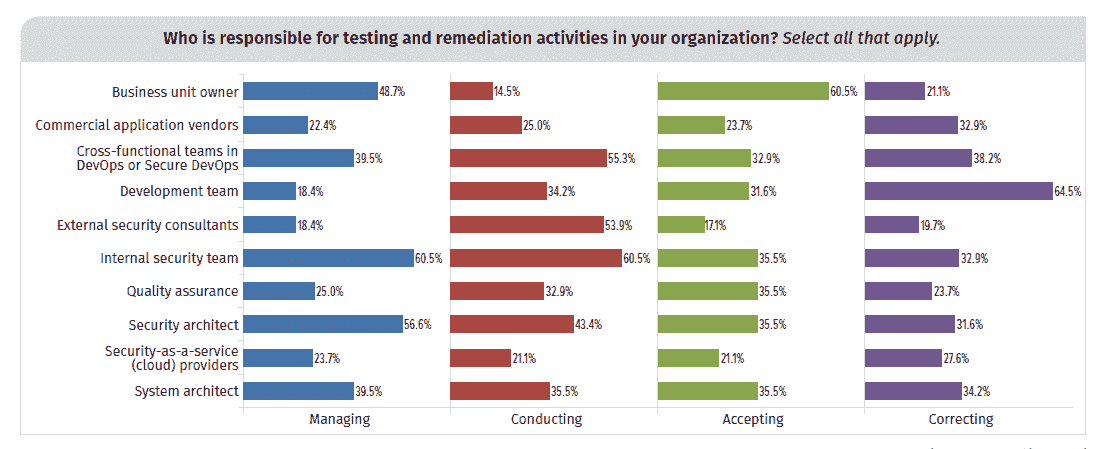 Who is responsible for testing and remediation activities in your organization? Select all that apply.
Business unit owner 48.7% 14.5% 60.5% 21.1%
Commercial application vendors 22.4% 25.0% 23.7% 32.9%
Cross-functional teams in
DevOps or Secure DevOps 39.5% 55.3% 32.9% 38.2%
Development team 18.4% 34.2% 31.6% 64.5%
External security consultants 18.4% 53.9% 17.1% 19.7%
Internal security team 60.5% 60.5% 35.5% 32.9%
Quality assurance 25.0% 32.9% 35.5% 23.7%
Security architect 56.6% 43.4% 35.5% 31.6%
Security-as-a-service
(cloud) providers 23.7% 21.1% 21.1% 27.6%
System architect 39.5% 35.5% 35.5% 34.2%
Managing Conducting Accepting Correcting